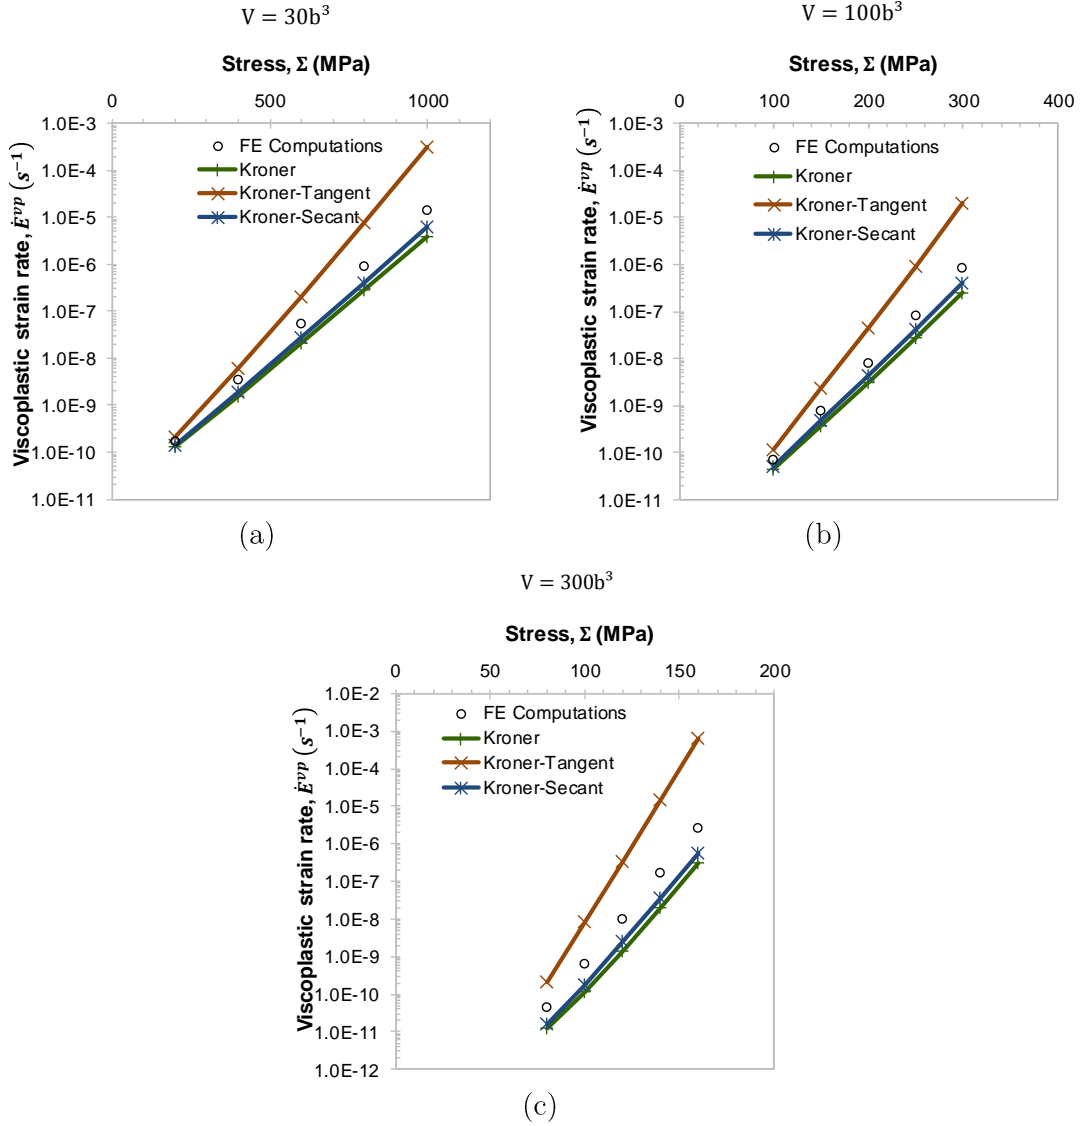 V = 30b³
Stress, Σ (MPa)
0 500 1000
Viscoplastic strain rate, Ėᵛᵖ (s⁻¹)
1.0E-3
1.0E-4
1.0E-5
1.0E-6
1.0E-7
1.0E-8
1.0E-9
1.0E-10
1.0E-11
FE Computations
Kroner
Kroner-Tangent
Kroner-Secant
(a)
V = 100b³
Stress, Σ (MPa)
0 100 200 300 400
Viscoplastic strain rate, Ėᵛᵖ (s⁻¹)
1.0E-3
1.0E-4
1.0E-5
1.0E-6
1.0E-7
1.0E-8
1.0E-9
1.0E-10
1.0E-11
FE Computations
Kroner
Kroner-Tangent
Kroner-Secant
(b)
V = 300b³
Stress, Σ (MPa)
0 50 100 150 200
Viscoplastic strain rate, Ėᵛᵖ (s⁻¹)
1.0E-2
1.0E-3
1.0E-4
1.0E-5
1.0E-6
1.0E-7
1.0E-8
1.0E-9
1.0E-10
1.0E-11
1.0E-12
FE Computations
Kroner
Kroner-Tangent
Kroner-Secant
(c)